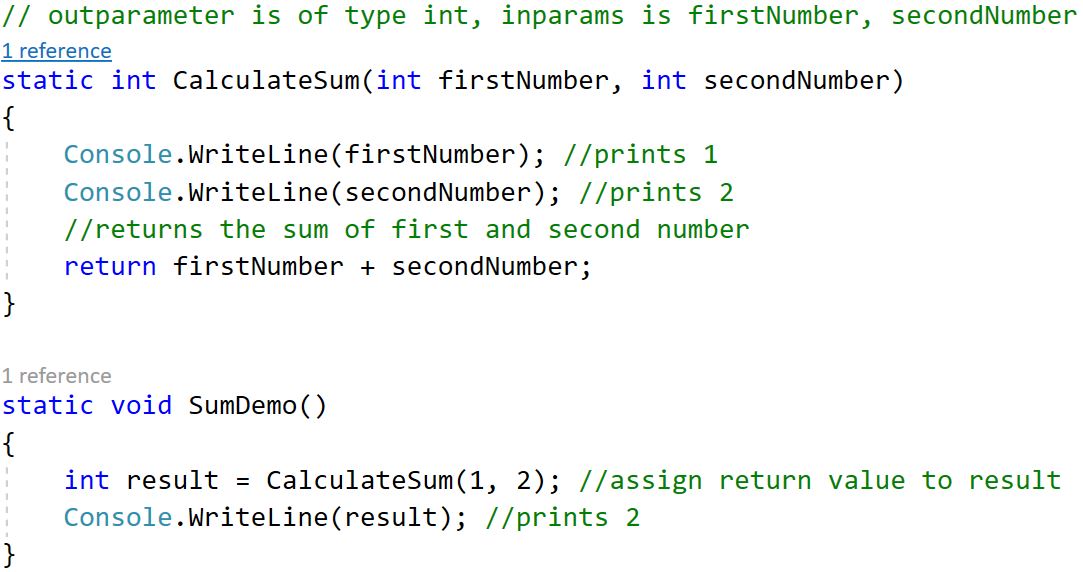 // outparameter is of type int, inparams is firstNumber, secondNumber
1 reference
static int CalculateSum(int firstNumber, int secondNumber)
{
    Console.WriteLine(firstNumber); //prints 1
    Console.WriteLine(secondNumber); //prints 2
    //returns the sum of first and second number
    return firstNumber + secondNumber;
}
1 reference
static void SumDemo()
{
    int result = CalculateSum(1, 2); //assign return value to result
    Console.WriteLine(result); //prints 2
}